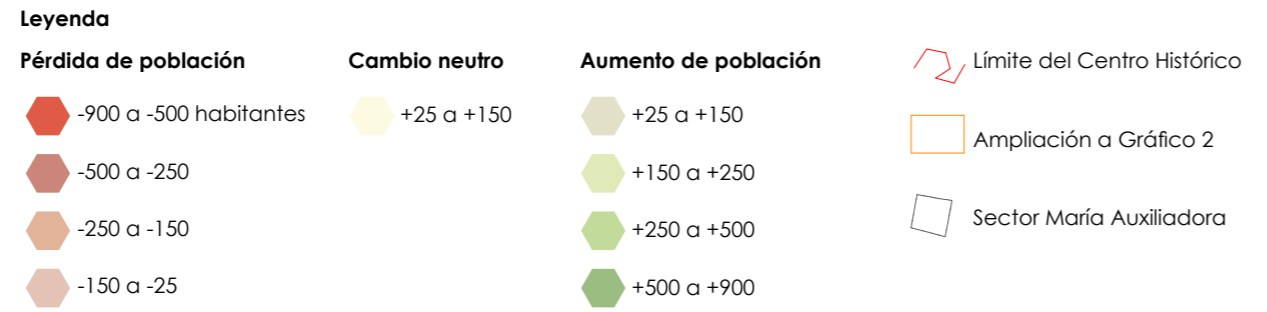 Leyenda
Pérdida de población
-900 a -500 habitantes
-500 a -250
-250 a -150
-150 a -25
Cambio neutro
+25 a +150
Aumento de población
+25 a +150
+150 a +250
+250 a +500
+500 a +900
Límite del Centro Histórico
Ampliación a Gráfico 2
Sector María Auxiliadora